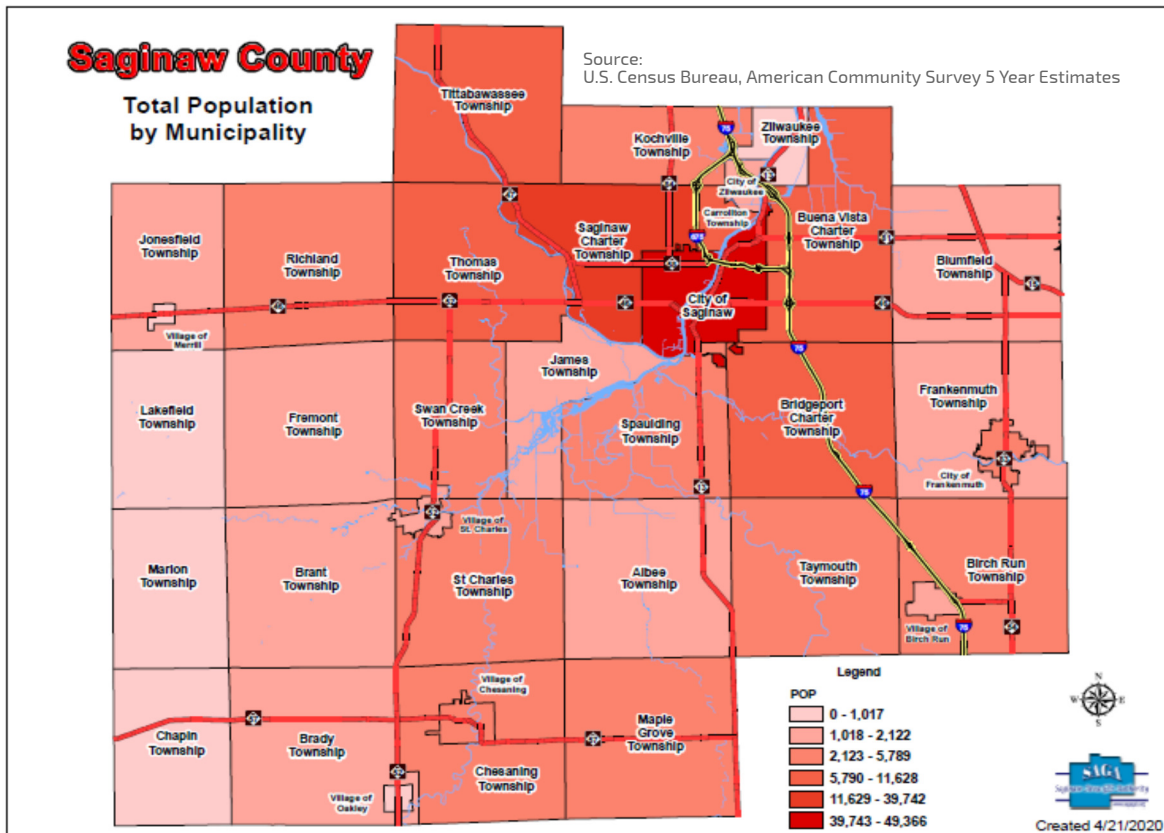 Saginaw County
Total Population
by Municipality
Source:
U.S. Census Bureau, American Community Survey 5 Year Estimates
Tittabawassee
Township
Kochville
Township
Zilwaukee
Township
City of
Zilwaukee
Carrollton
Township
Buena Vista
Charter
Township
Jonesfield
Township
Richland
Township
Thomas
Township
Saginaw
Charter
Township
Blumfield
Township
City of
Saginaw
Village of
Merrill
James
Township
Lakefield
Township
Fremont
Township
Swan Creek
Township
Spaulding
Township
Bridgeport
Charter
Township
Frankenmuth
Township
City of
Frankenmuth
Village of
St. Charles
Marion
Township
Brant
Township
St Charles
Township
Albee
Township
Taymouth
Township
Birch Run
Township
Village of
Birch Run
Village of
Chesaning
Chapin
Township
Brady
Township
Maple
Grove
Township
Chesaning
Township
Village of
Oakley
75
75
75
75
Legend
POP
0 - 1,017
1,018 - 2,122
2,123 - 5,789
5,790 - 11,628
11,629 - 39,742
39,743 - 49,366
N
W E
S
SAGA
Created 4/21/2020